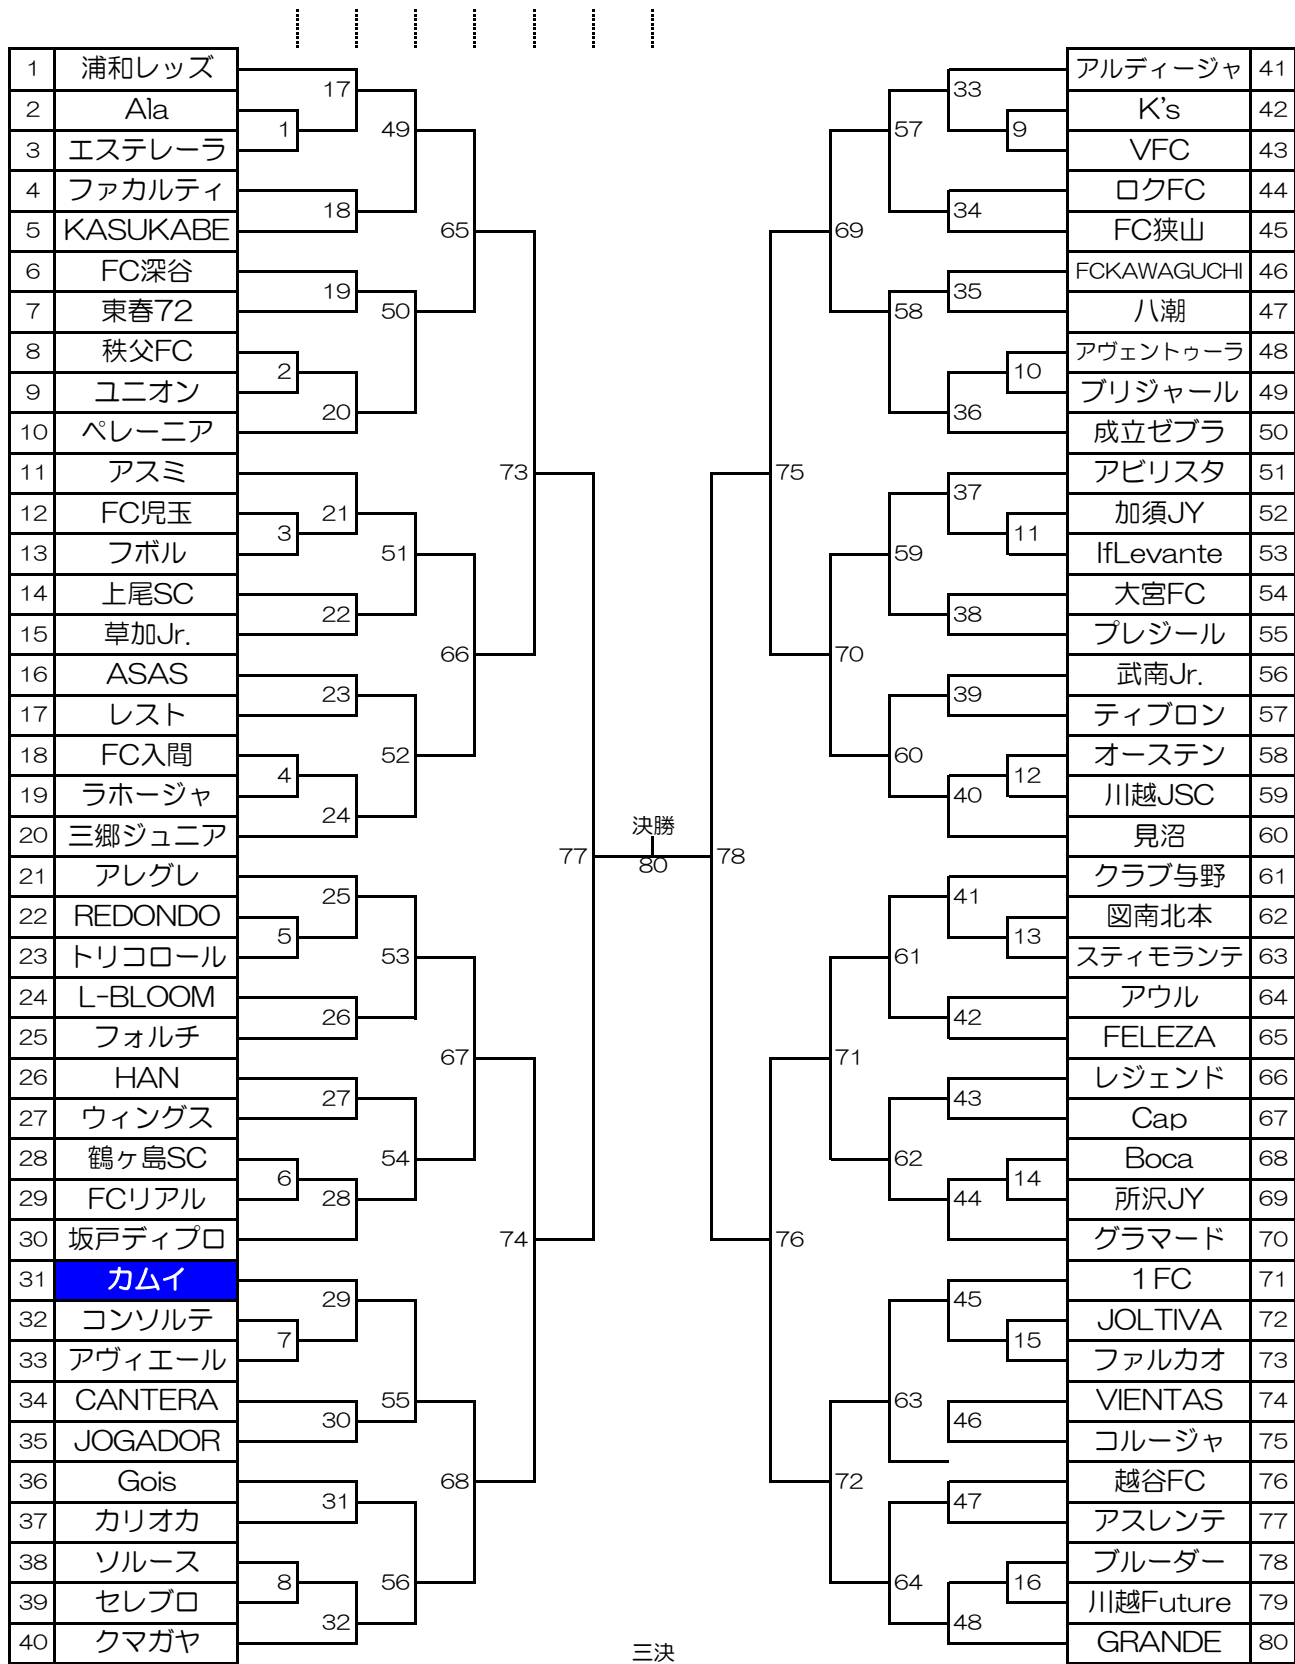 1 浦和レッズ 17 33 アルディージャ 41
2 Ala 1 49 57 9 K's 42
3 エステレーラ VFC 43
4 ファカルティ 18 34 ロクFC 44
5 KASUKABE 65 69 FC狭山 45
6 FC深谷 19 35 FCKAWAGUCHI 46
7 東春72 50 58 八潮 47
8 秩父FC 2 10 アヴェントゥーラ 48
9 ユニオン 20 36 ブリジャール 49
10 ペレーニア 成立ゼブラ 50
11 アスミ 73 75 37 アビリスタ 51
12 FC児玉 3 21 11 加須JY 52
13 フボル 51 59 IfLevante 53
14 上尾SC 22 38 大宮FC 54
15 草加Jr. 66 70 プレジール 55
16 ASAS 23 39 武南Jr. 56
17 レスト ティブロン 57
18 FC入間 4 52 60 12 オーステン 58
19 ラホージャ 24 40 川越JSC 59
20 三郷ジュニア 決勝 見沼 60
77 80 78
21 アレグレ 25 41 クラブ与野 61
22 REDONDO 5 13 図南北本 62
23 トリコロール 53 61 スティモランテ 63
24 L-BLOOM 26 42 アウル 64
25 フォルチ 67 71 FELEZA 65
26 HAN 27 43 レジェンド 66
27 ウィングス Cap 67
28 鶴ヶ島SC 6 54 62 14 Boca 68
29 FCリアル 28 44 所沢JY 69
30 坂戸ディプロ 74 76 グラマード 70
31 カムイ 29 45 1FC 71
32 コンソルテ 7 15 JOLTIVA 72
33 アヴィエール ファルカオ 73
34 CANTERA 30 55 63 46 VIENTAS 74
35 JOGADOR コルージャ 75
36 Gois 31 68 72 47 越谷FC 76
37 カリオカ アスレンテ 77
38 ソルース 8 56 64 16 ブルーダー 78
39 セレブロ 32 48 川越Future 79
40 クマガヤ 三決 GRANDE 80